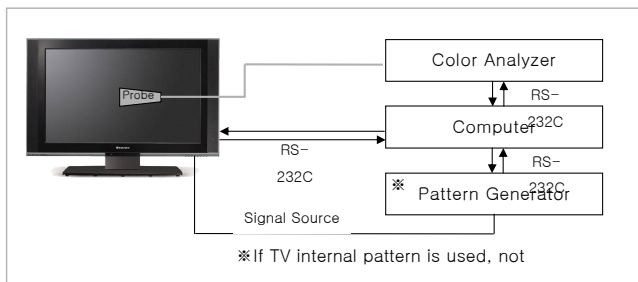 Color Analyzer
Probe
RS-
232C
Computer
RS-
232C
RS-
232C
※ Pattern Generator
Signal Source
※If TV internal pattern is used, not